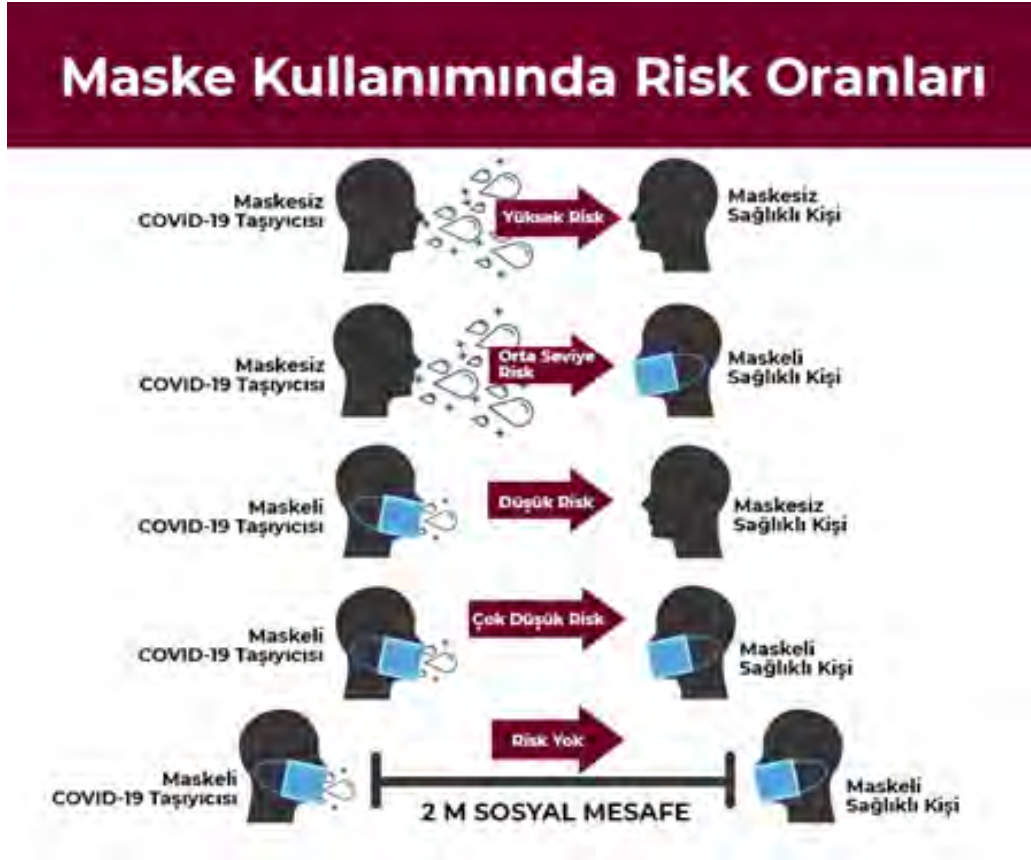 Maske Kullanımında Risk Oranları
Maskesiz
COVID-19 Taşıyıcısı
Yüksek Risk
Maskesiz
Sağlıklı Kişi
Maskesiz
COVID-19 Taşıyıcısı
Orta Seviye
Risk
Maskeli
Sağlıklı Kişi
Maskeli
COVID-19 Taşıyıcısı
Düşük Risk
Maskesiz
Sağlıklı Kişi
Maskeli
COVID-19 Taşıyıcısı
Çok Düşük Risk
Maskeli
Sağlıklı Kişi
Maskeli
COVID-19 Taşıyıcısı
Risk Yok
2 M SOSYAL MESAFE
Maskeli
Sağlıklı Kişi